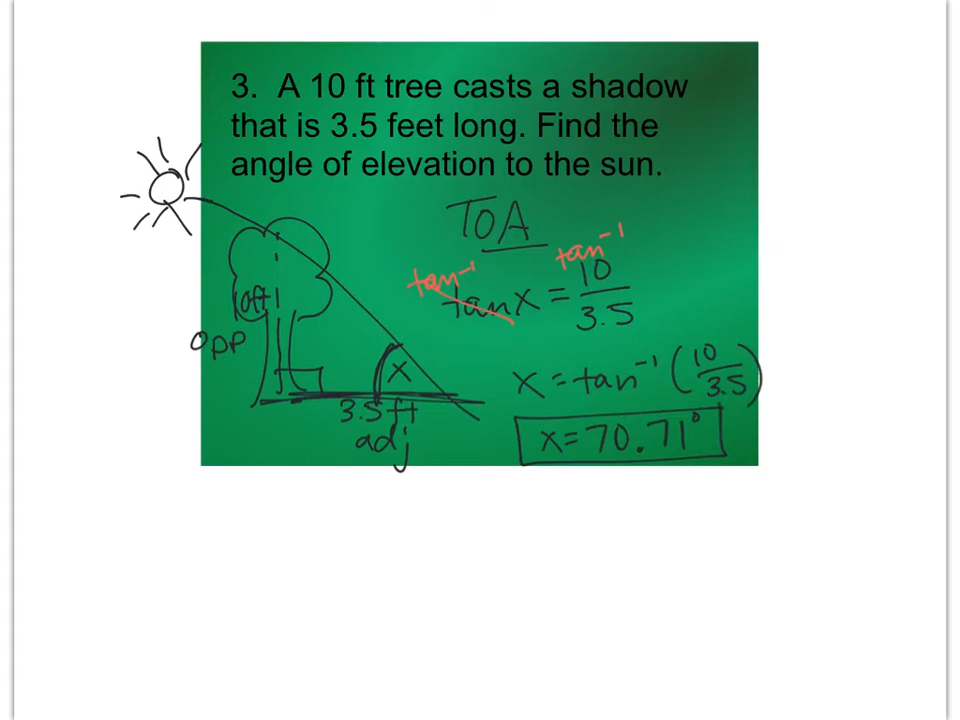 3. A 10 ft tree casts a shadow
that is 3.5 feet long. Find the
angle of elevation to the sun.
TOA
tan⁻¹ tan⁻¹
tanx = 10/3.5
10ft
opp
x
3.5ft
adj
x = tan⁻¹ (10/3.5)
x = 70.71°